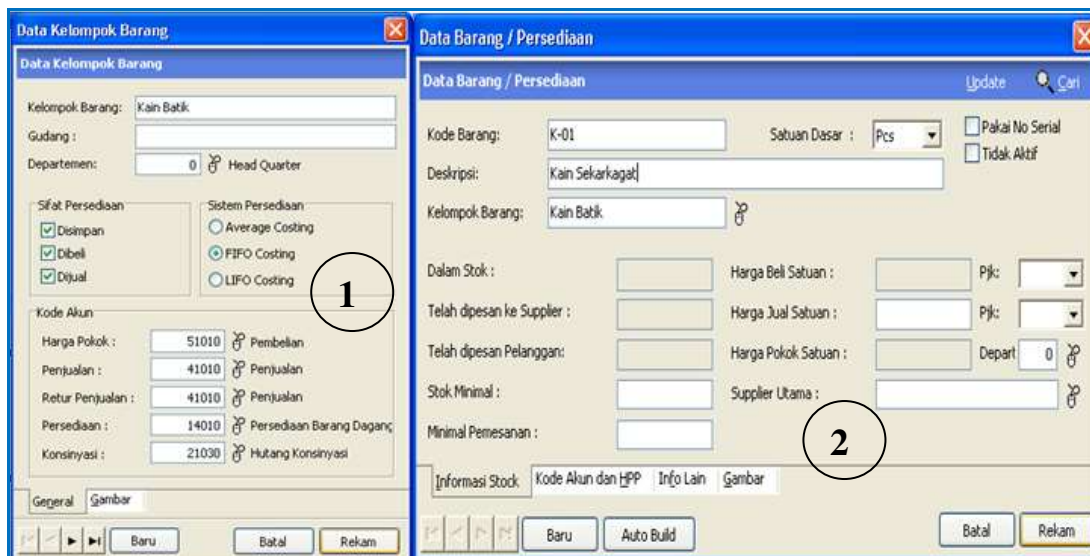 Data Kelompok Barang
Data Kelompok Barang
Kelompok Barang: Kain Batik
Gudang :
Departemen: 0 Head Quarter
Sifat Persediaan
Disimpan
Dibeli
Dijual
Sistem Persediaan
Average Costing
FIFO Costing
LIFO Costing
1
Kode Akun
Harga Pokok : 51010 Pembelian
Penjualan : 41010 Penjualan
Retur Penjualan : 41010 Penjualan
Persediaan : 14010 Persediaan Barang Dagang
Konsinyasi : 21030 Hutang Konsinyasi
General Gambar
Baru Batal Rekam
Data Barang / Persediaan
Data Barang / Persediaan Update Cari
Kode Barang: K-01 Satuan Dasar : Pcs Pakai No Serial
Tidak Aktif
Deskripsi: Kain Sekarkagat
Kelompok Barang: Kain Batik
Dalam Stok : Harga Beli Satuan : Pjk:
Telah dipesan ke Supplier : Harga Jual Satuan : Pjk:
Telah dipesan Pelanggan: Harga Pokok Satuan : Depart 0
Stok Minimal : Supplier Utama :
Minimal Pemesanan :
2
Informasi Stock Kode Akun dan HPP Info Lain Gambar
Baru Auto Build Batal Rekam